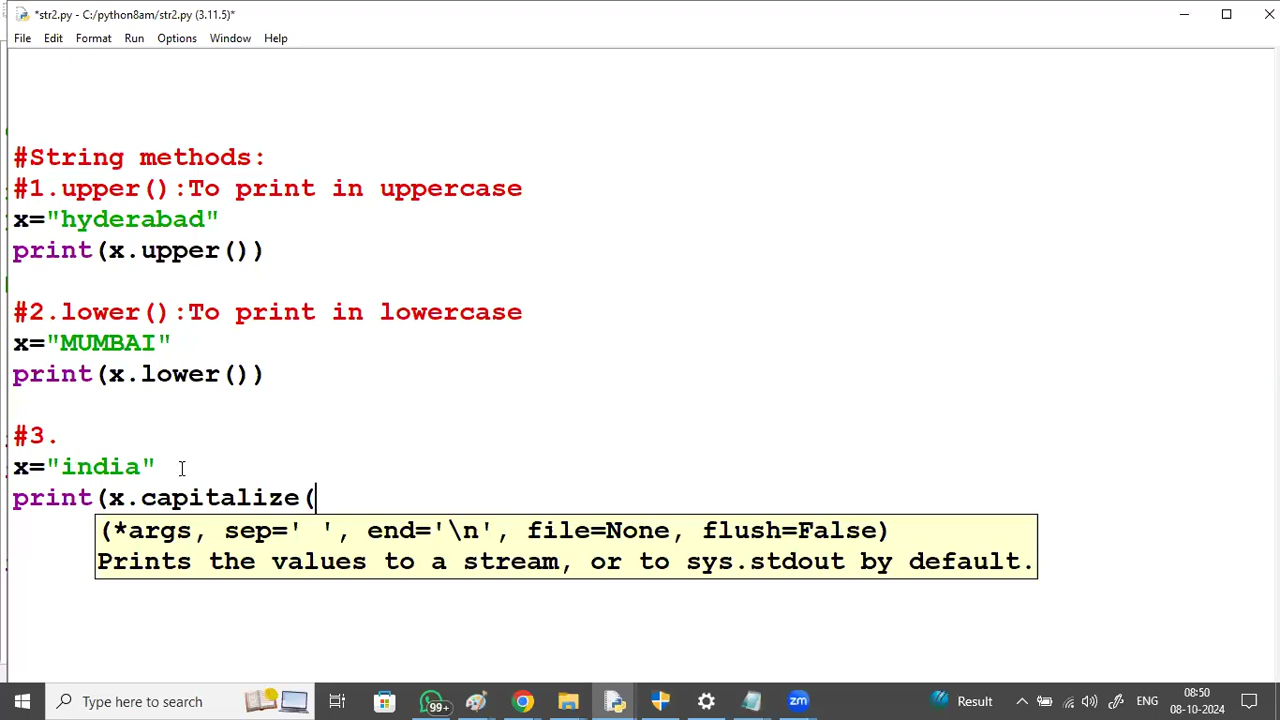 *str2.py - C:/python8am/str2.py (3.11.5)*
File Edit Format Run Options Window Help
#String methods:
#1.upper():To print in uppercase
x="hyderabad"
print(x.upper())
#2.lower():To print in lowercase
x="MUMBAI"
print(x.lower())
#3.
x="india"
print(x.capitalize(
(*args, sep=' ', end='\n', file=None, flush=False)
Prints the values to a stream, or to sys.stdout by default.
Type here to search
99+
zm
Result
ENG
08:50
08-10-2024